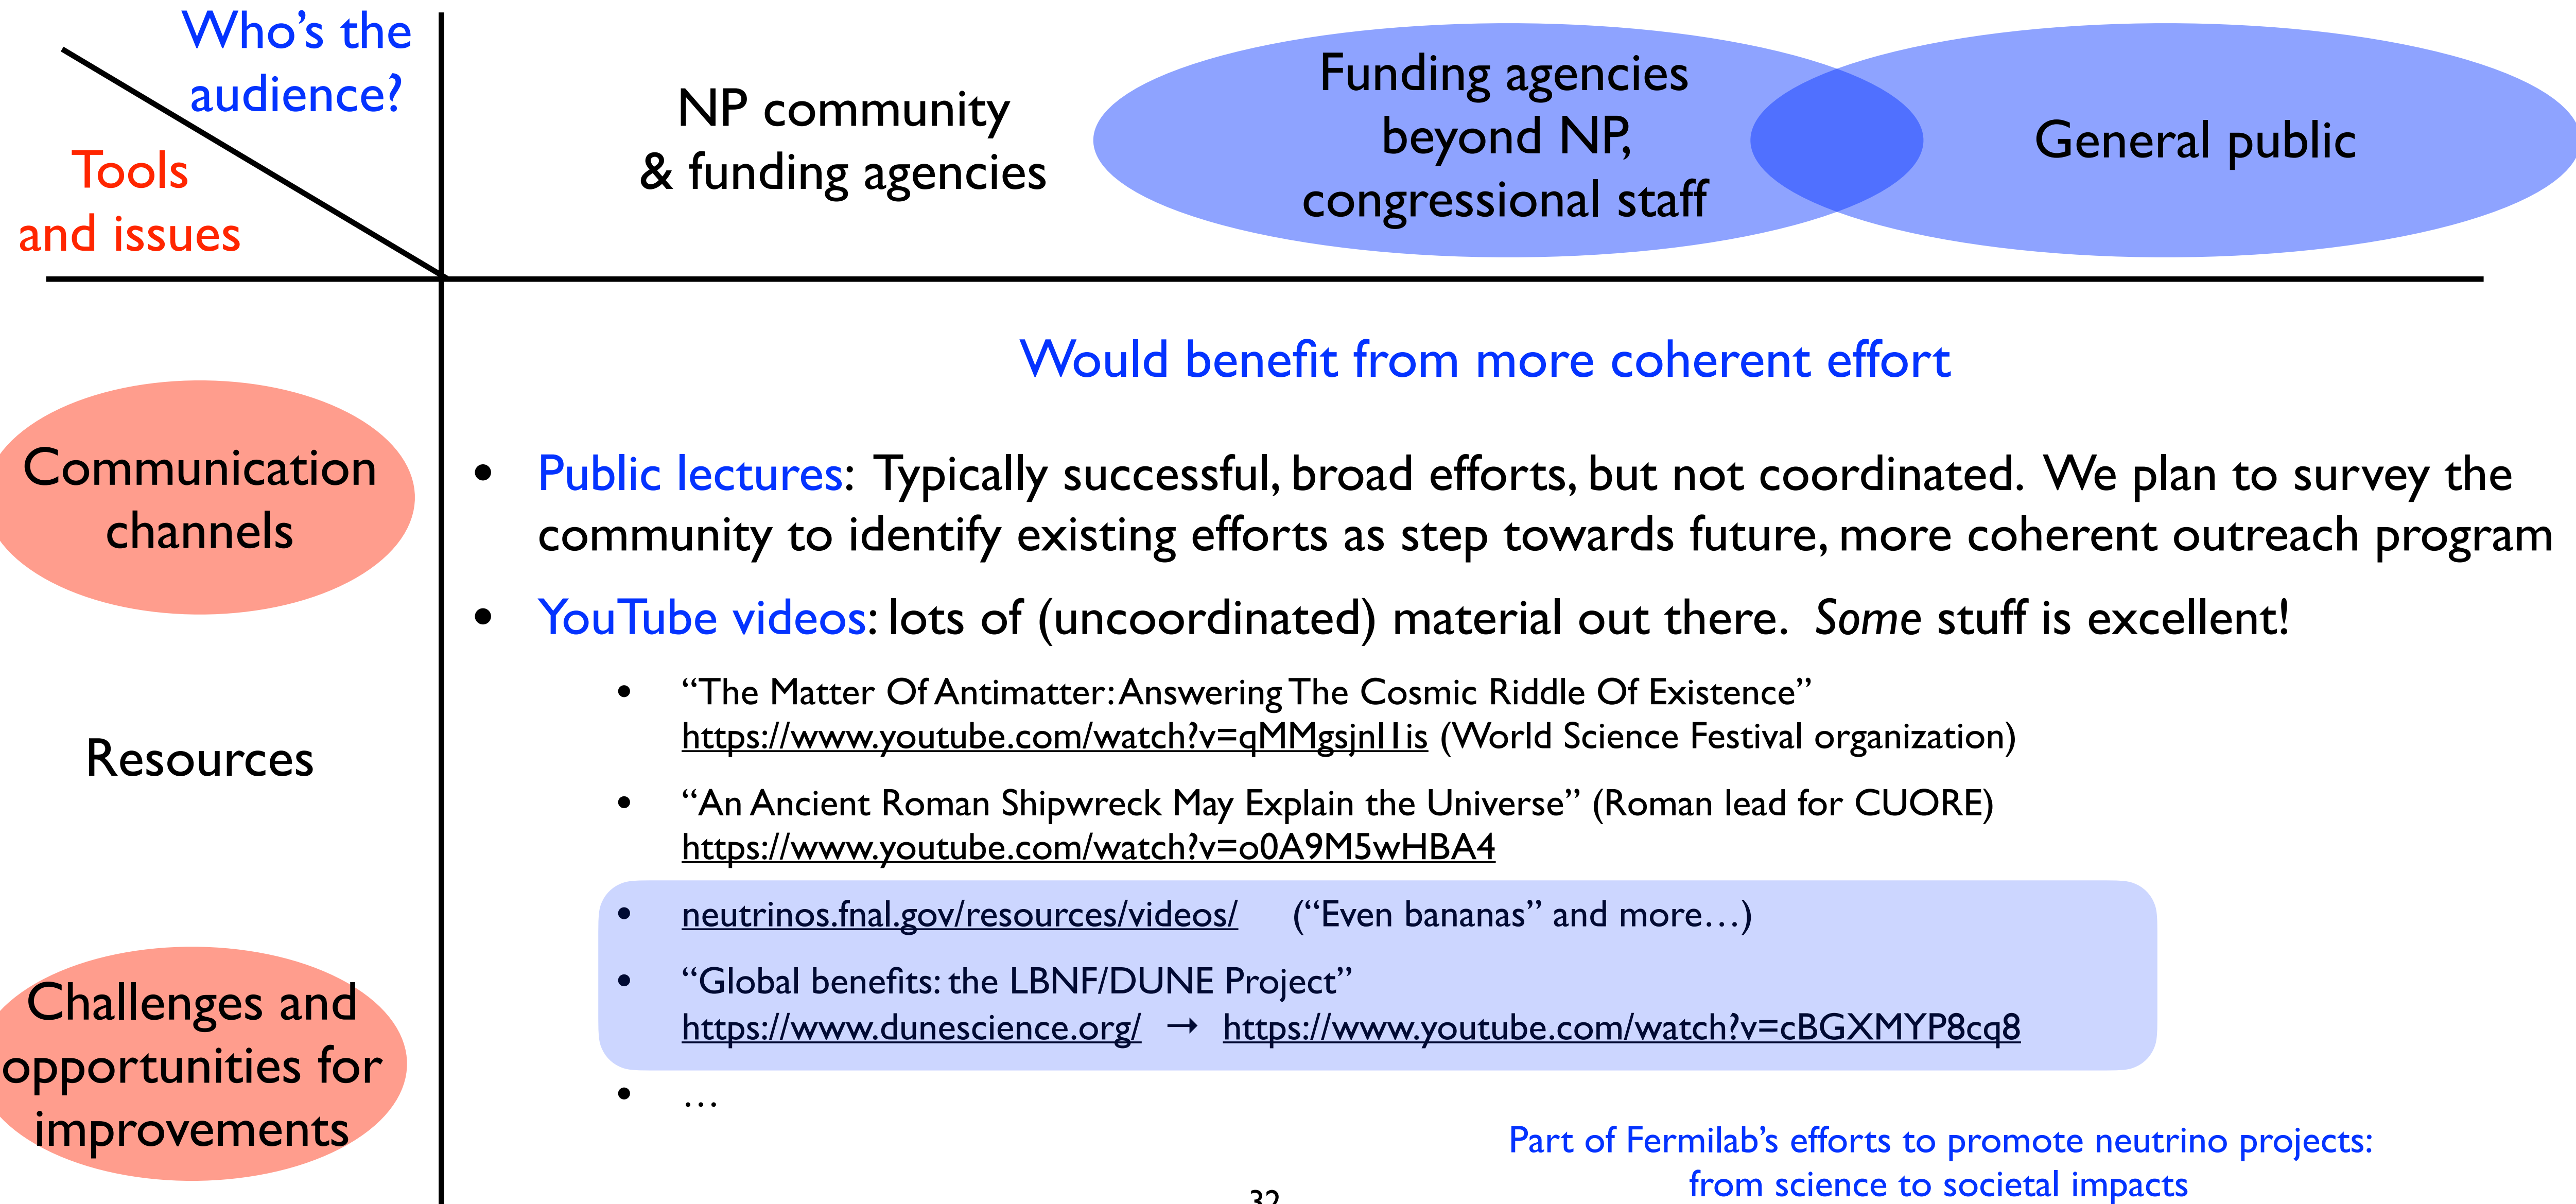 Who's the
audience?
Tools
and issues
NP community
& funding agencies
Funding agencies
beyond NP,
congressional staff
General public
Would benefit from more coherent effort
Communication
channels
Resources
Challenges and
opportunities for
improvements
• Public lectures: Typically successful, broad efforts, but not coordinated. We plan to survey the
community to identify existing efforts as step towards future, more coherent outreach program
• YouTube videos: lots of (uncoordinated) material out there. Some stuff is excellent!
• “The Matter Of Antimatter: Answering The Cosmic Riddle Of Existence”
https://www.youtube.com/watch?v=qMMgsjnI1is (World Science Festival organization)
• “An Ancient Roman Shipwreck May Explain the Universe” (Roman lead for CUORE)
https://www.youtube.com/watch?v=o0A9M5wHBA4
• neutrinos.fnal.gov/resources/videos/ (“Even bananas” and more…)
• “Global benefits: the LBNF/DUNE Project”
https://www.dunescience.org/ → https://www.youtube.com/watch?v=cBGXMYP8cq8
• …
Part of Fermilab's efforts to promote neutrino projects:
from science to societal impacts
32